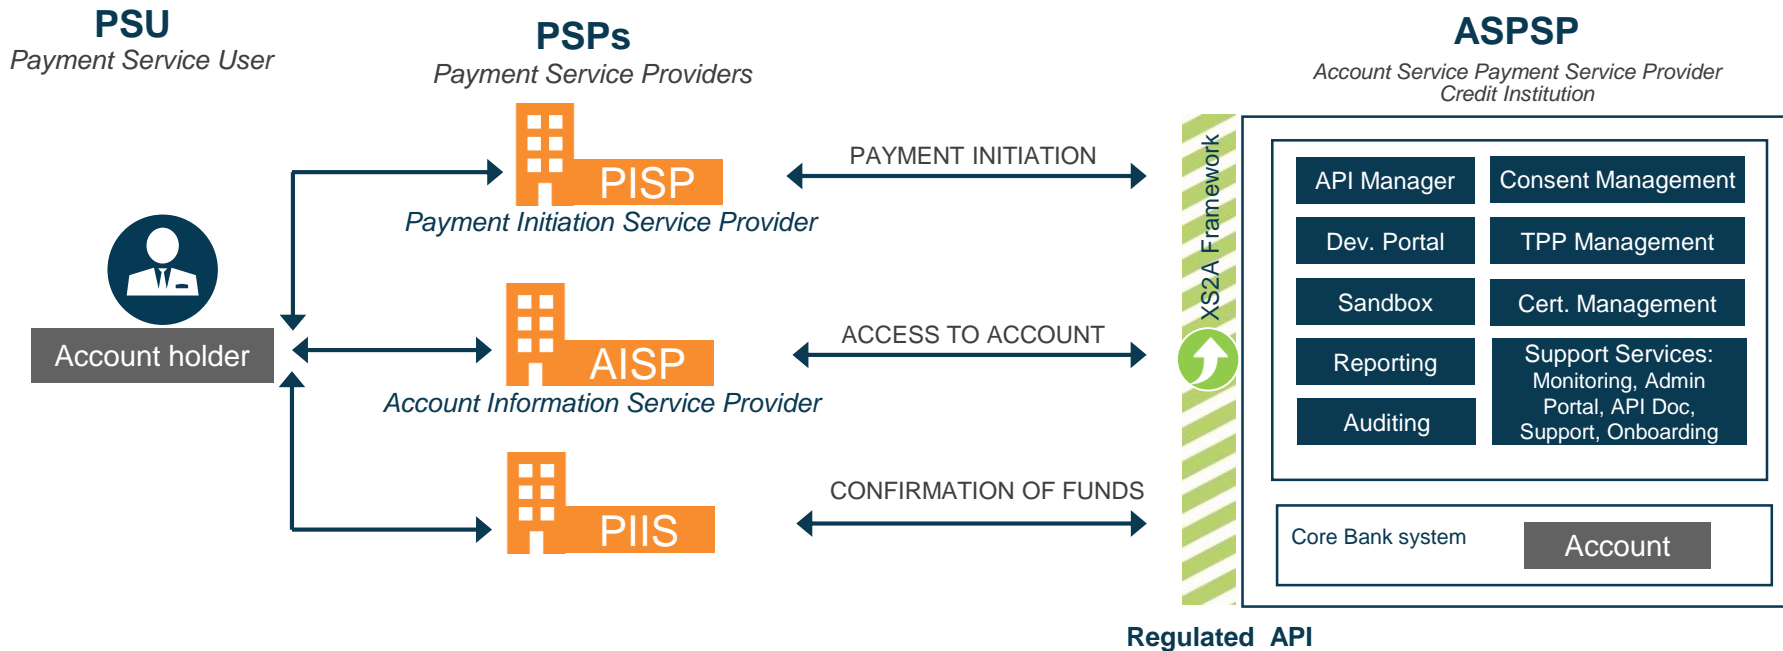 PSU
Payment Service User
Account holder
PSPs
Payment Service Providers
PISP
Payment Initiation Service Provider
AISP
Account Information Service Provider
PIIS
PAYMENT INITIATION
ACCESS TO ACCOUNT
CONFIRMATION OF FUNDS
XS2A Framework
Regulated API
ASPSP
Account Service Payment Service Provider
Credit Institution
API Manager
Consent Management
Dev. Portal
TPP Management
Sandbox
Cert. Management
Reporting
Auditing
Support Services:
Monitoring, Admin
Portal, API Doc,
Support, Onboarding
Core Bank system
Account